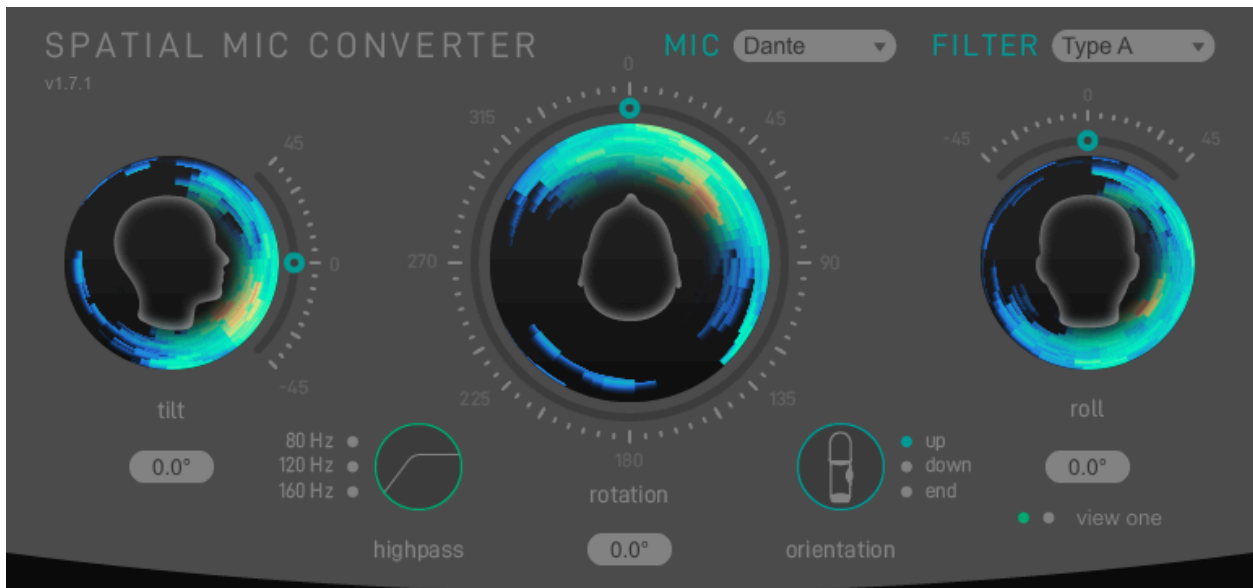 SPATIAL MIC CONVERTER
MIC Dante
FILTER Type A
v1.7.1
0
315
45
270
90
225
135
180
45
0
-45
0
-45
45
tilt
0.0°
80 Hz
120 Hz
160 Hz
highpass
rotation
0.0°
up
down
end
orientation
roll
0.0°
view one